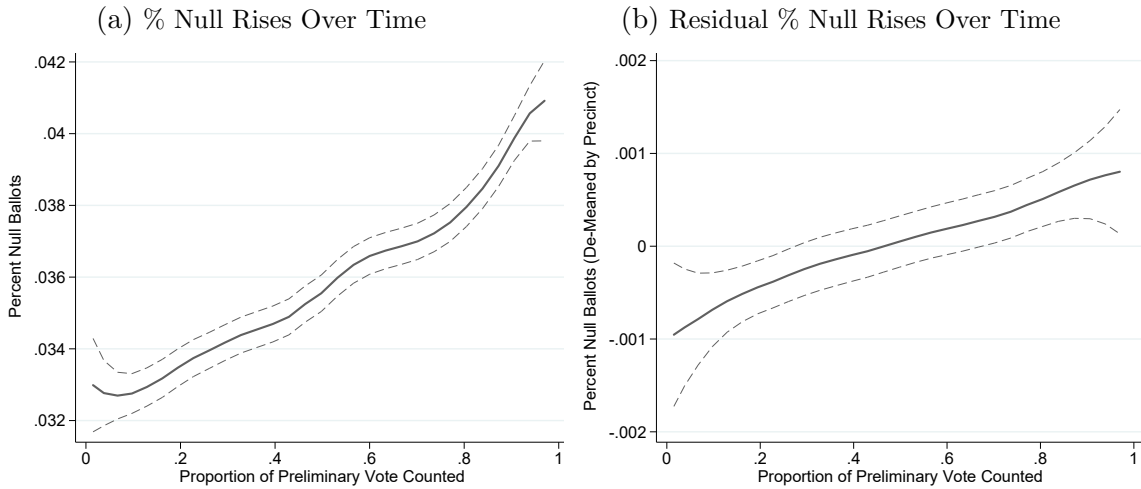 (a) % Null Rises Over Time
.042
.04
.038
.036
.034
.032
Percent Null Ballots
0 .2 .4 .6 .8 1
Proportion of Preliminary Vote Counted
(b) Residual % Null Rises Over Time
.002
.001
0
-.001
-.002
Percent Null Ballots (De-Meaned by Precinct)
0 .2 .4 .6 .8 1
Proportion of Preliminary Vote Counted